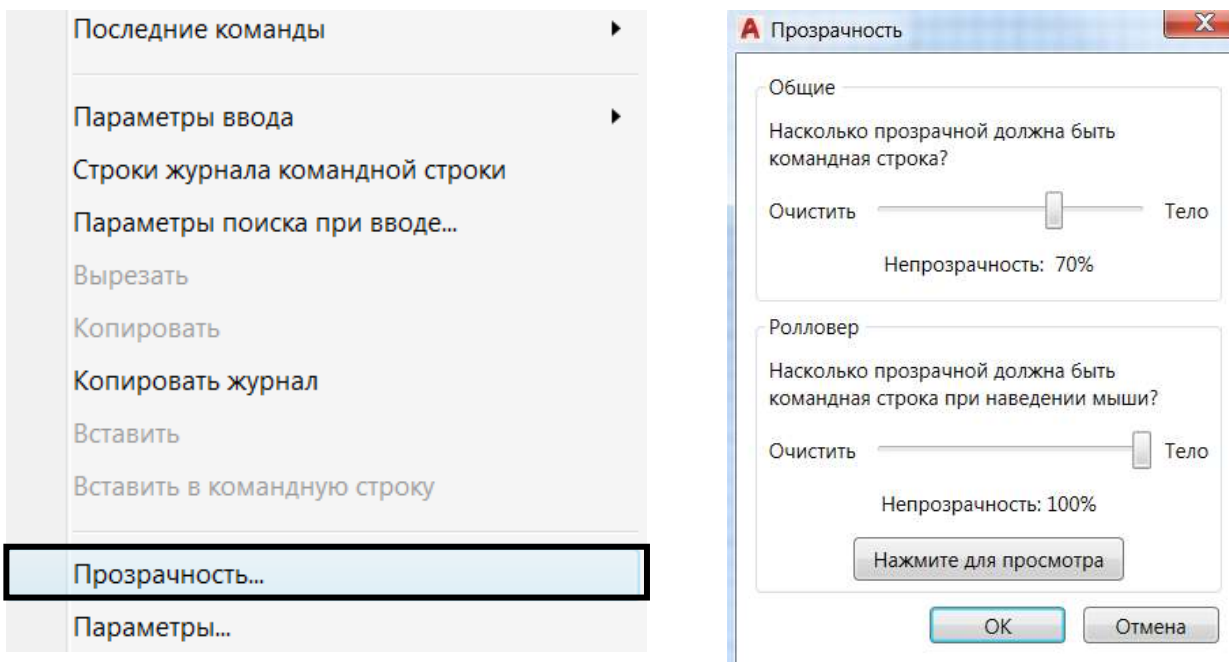 Последние команды
Параметры ввода
Строки журнала командной строки
Параметры поиска при вводе...
Вырезать
Копировать
Копировать журнал
Вставить
Вставить в командную строку
Прозрачность...
Параметры...
Прозрачность
Общие
Насколько прозрачной должна быть
командная строка?
Очистить Тело
Непрозрачность: 70%
Ролловер
Насколько прозрачной должна быть
командная строка при наведении мыши?
Очистить Тело
Непрозрачность: 100%
Нажмите для просмотра
ОК Отмена